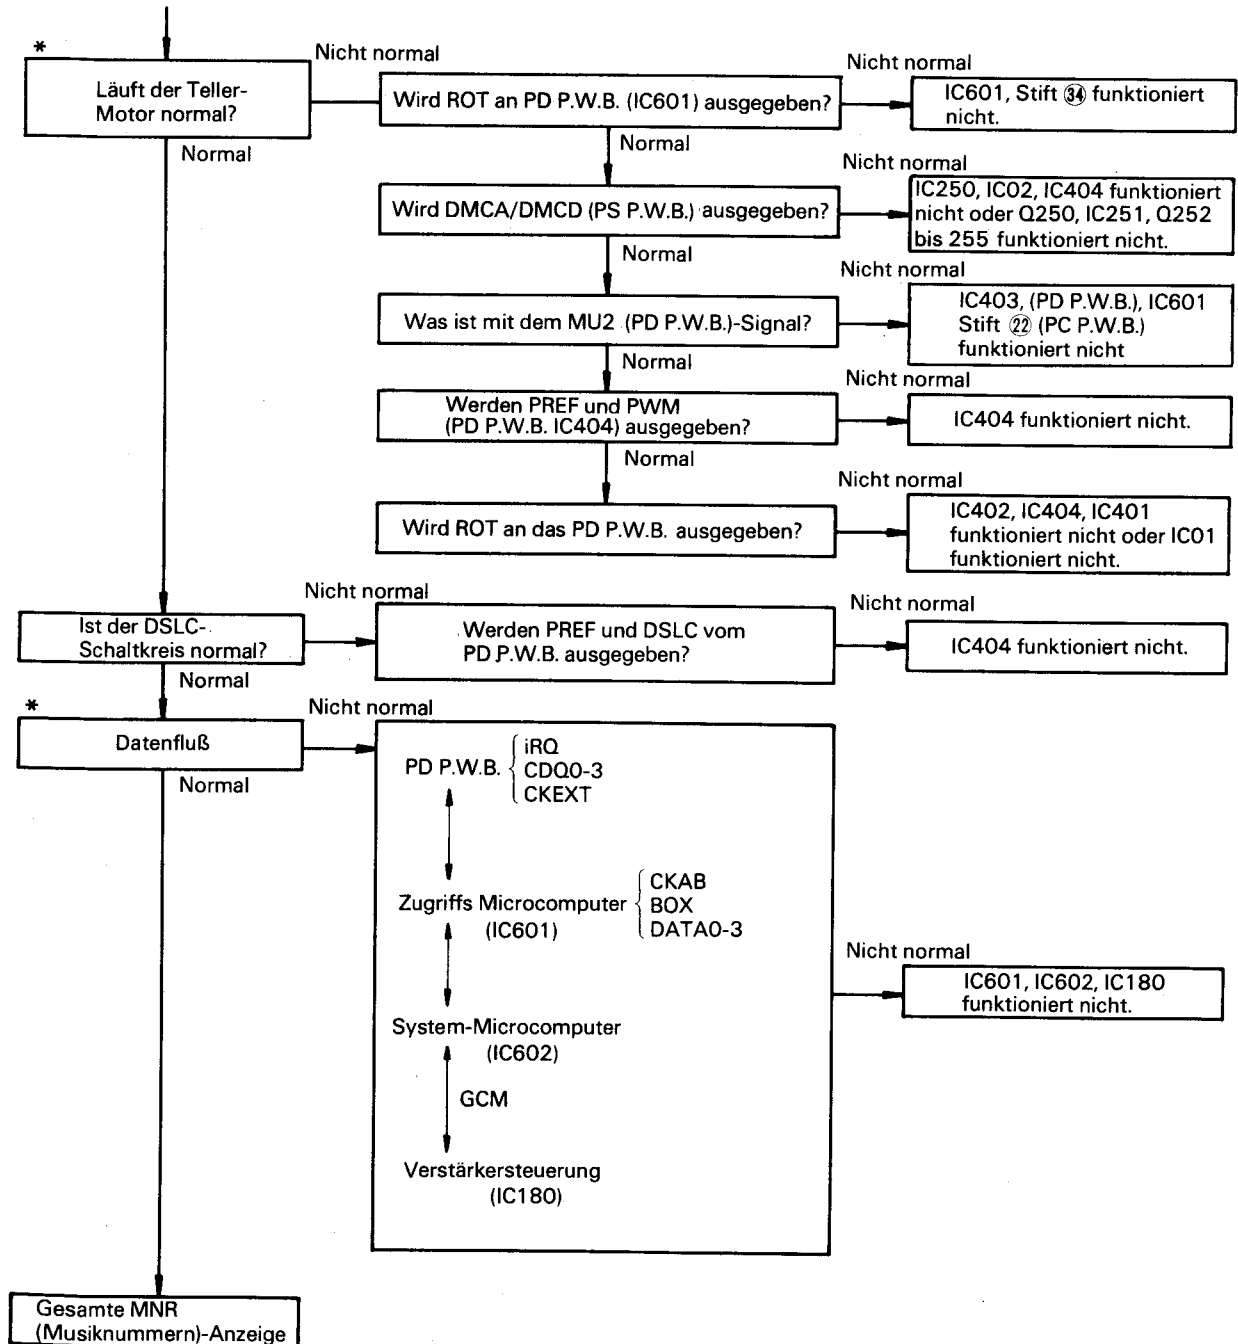 *
Läuft der Teller-
Motor normal?
Nicht normal
Wird ROT an PD P.W.B. (IC601) ausgegeben?
Nicht normal
IC601, Stift ㉞ funktioniert
nicht.
Normal
Normal
Wird DMCA/DMCD (PS P.W.B.) ausgegeben?
Nicht normal
IC250, IC02, IC404 funktioniert
nicht oder Q250, IC251, Q252
bis 255 funktioniert nicht.
Normal
Was ist mit dem MU2 (PD P.W.B.)-Signal?
Nicht normal
IC403, (PD P.W.B.), IC601
Stift ㉒ (PC P.W.B.)
funktioniert nicht
Normal
Werden PREF und PWM
(PD P.W.B. IC404) ausgegeben?
Nicht normal
IC404 funktioniert nicht.
Normal
Wird ROT an das PD P.W.B. ausgegeben?
Nicht normal
IC402, IC404, IC401
funktioniert nicht oder IC01
funktioniert nicht.
Ist der DSLC-
Schaltkreis normal?
Nicht normal
Werden PREF und DSLC vom
PD P.W.B. ausgegeben?
Nicht normal
IC404 funktioniert nicht.
Normal
*
Datenfluß
Nicht normal
Normal
PD P.W.B.
iRQ
CDQ0-3
CKEXT
Zugriffs Microcomputer
(IC601)
CKAB
BOX
DATA0-3
System-Microcomputer
(IC602)
GCM
Verstärkersteuerung
(IC180)
Nicht normal
IC601, IC602, IC180
funktioniert nicht.
Gesamte MNR
(Musiknummern)-Anzeige